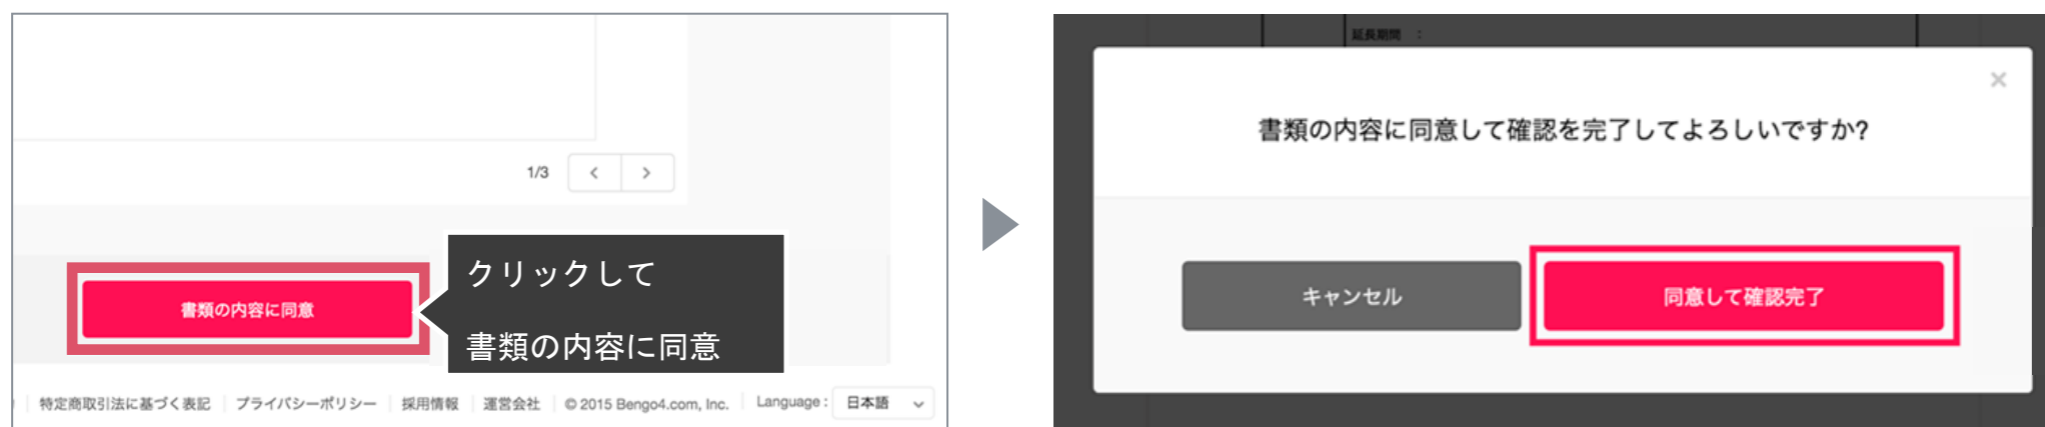 1/3
書類の内容に同意
クリックして
書類の内容に同意
特定商取引法に基づく表記 プライバシーポリシー 採用情報 運営会社 © 2015 Bengo4.com, Inc. Language : 日本語
延長期間 :
書類の内容に同意して確認を完了してよろしいですか?
キャンセル 同意して確認完了